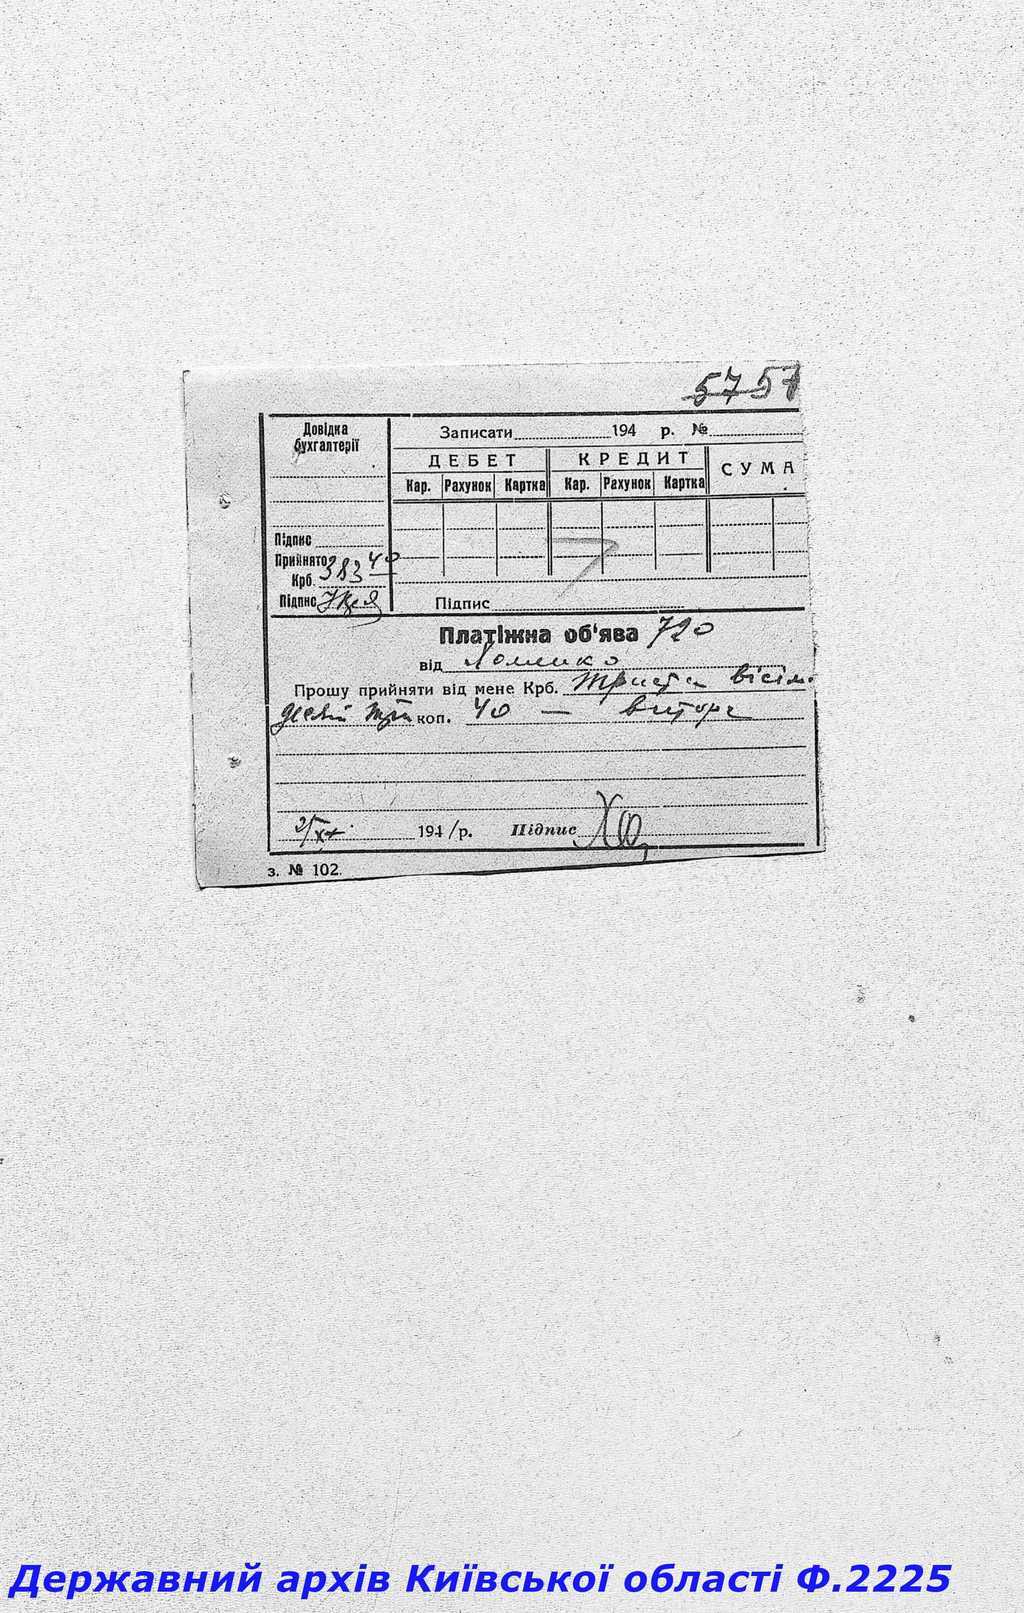 5757
Довідка
бухгалтерії
Записати 194 р. №
ДЕБЕТ КРЕДИТ СУМА
Кар. Рахунок Картка Кар. Рахунок Картка
Підпис
Прийнято
Крб. 383 40
Підпис
Підпис
Платіжна об'ява 720
від
Прошу прийняти від мене Крб. Триста вісім
десят три коп. 40 —
194 р. Підпис
з. № 102.
Державний архів Київської області Ф.2225